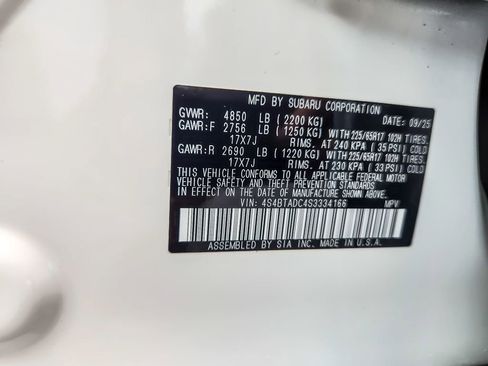 MFD BY SUBARU CORPORATION
GVWR: 4850 LB ( 2200 KG) DATE: 09/25
GAWR:F 2756 LB ( 1250 KG) WITH 225/65R17 102H TIRES,
17X7J RIMS, AT 240 KPA ( 35 PSI) COLD
GAWR:R 2690 LB ( 1220 KG) WITH 225/65R17 102H TIRES,
17X7J RIMS, AT 230 KPA ( 33 PSI) COLD
THIS VEHICLE CONFORMS TO ALL APPLICABLE FEDERAL MOTOR
VEHICLE SAFETY AND THEFT PREVENTION STANDARDS
IN EFFECT ON THE DATE OF MANUFACTURE SHOWN ABOVE.
VIN: 4S4BTADC4S3334166 MPV
ASSEMBLED BY SIA INC. MADE IN U.S.A.